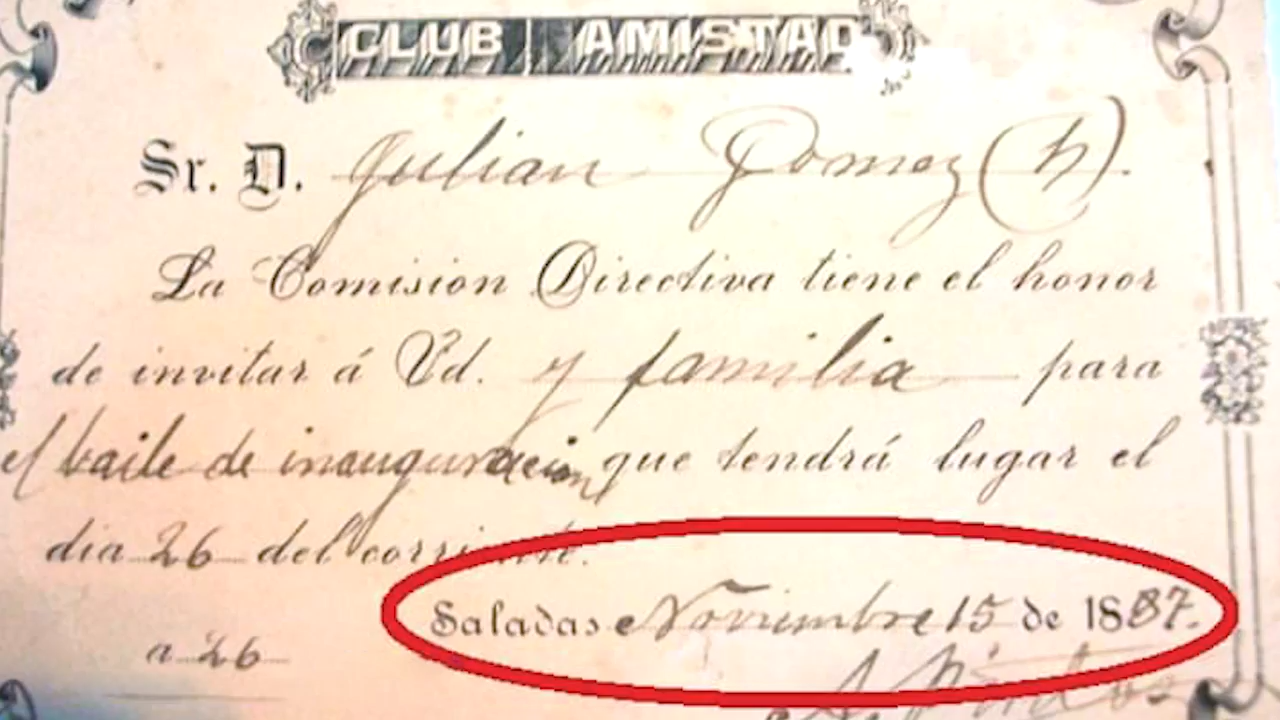 CLUB AMISTAD
Sr. D. Julian Gomez (h).
La Comision Directiva tiene el honor
de invitar á Ud. y familia para
el baile de inauguracion que tendrá lugar el
dia 26 del corriente.
Saladas Noviembre 15 de 1887.
a 26